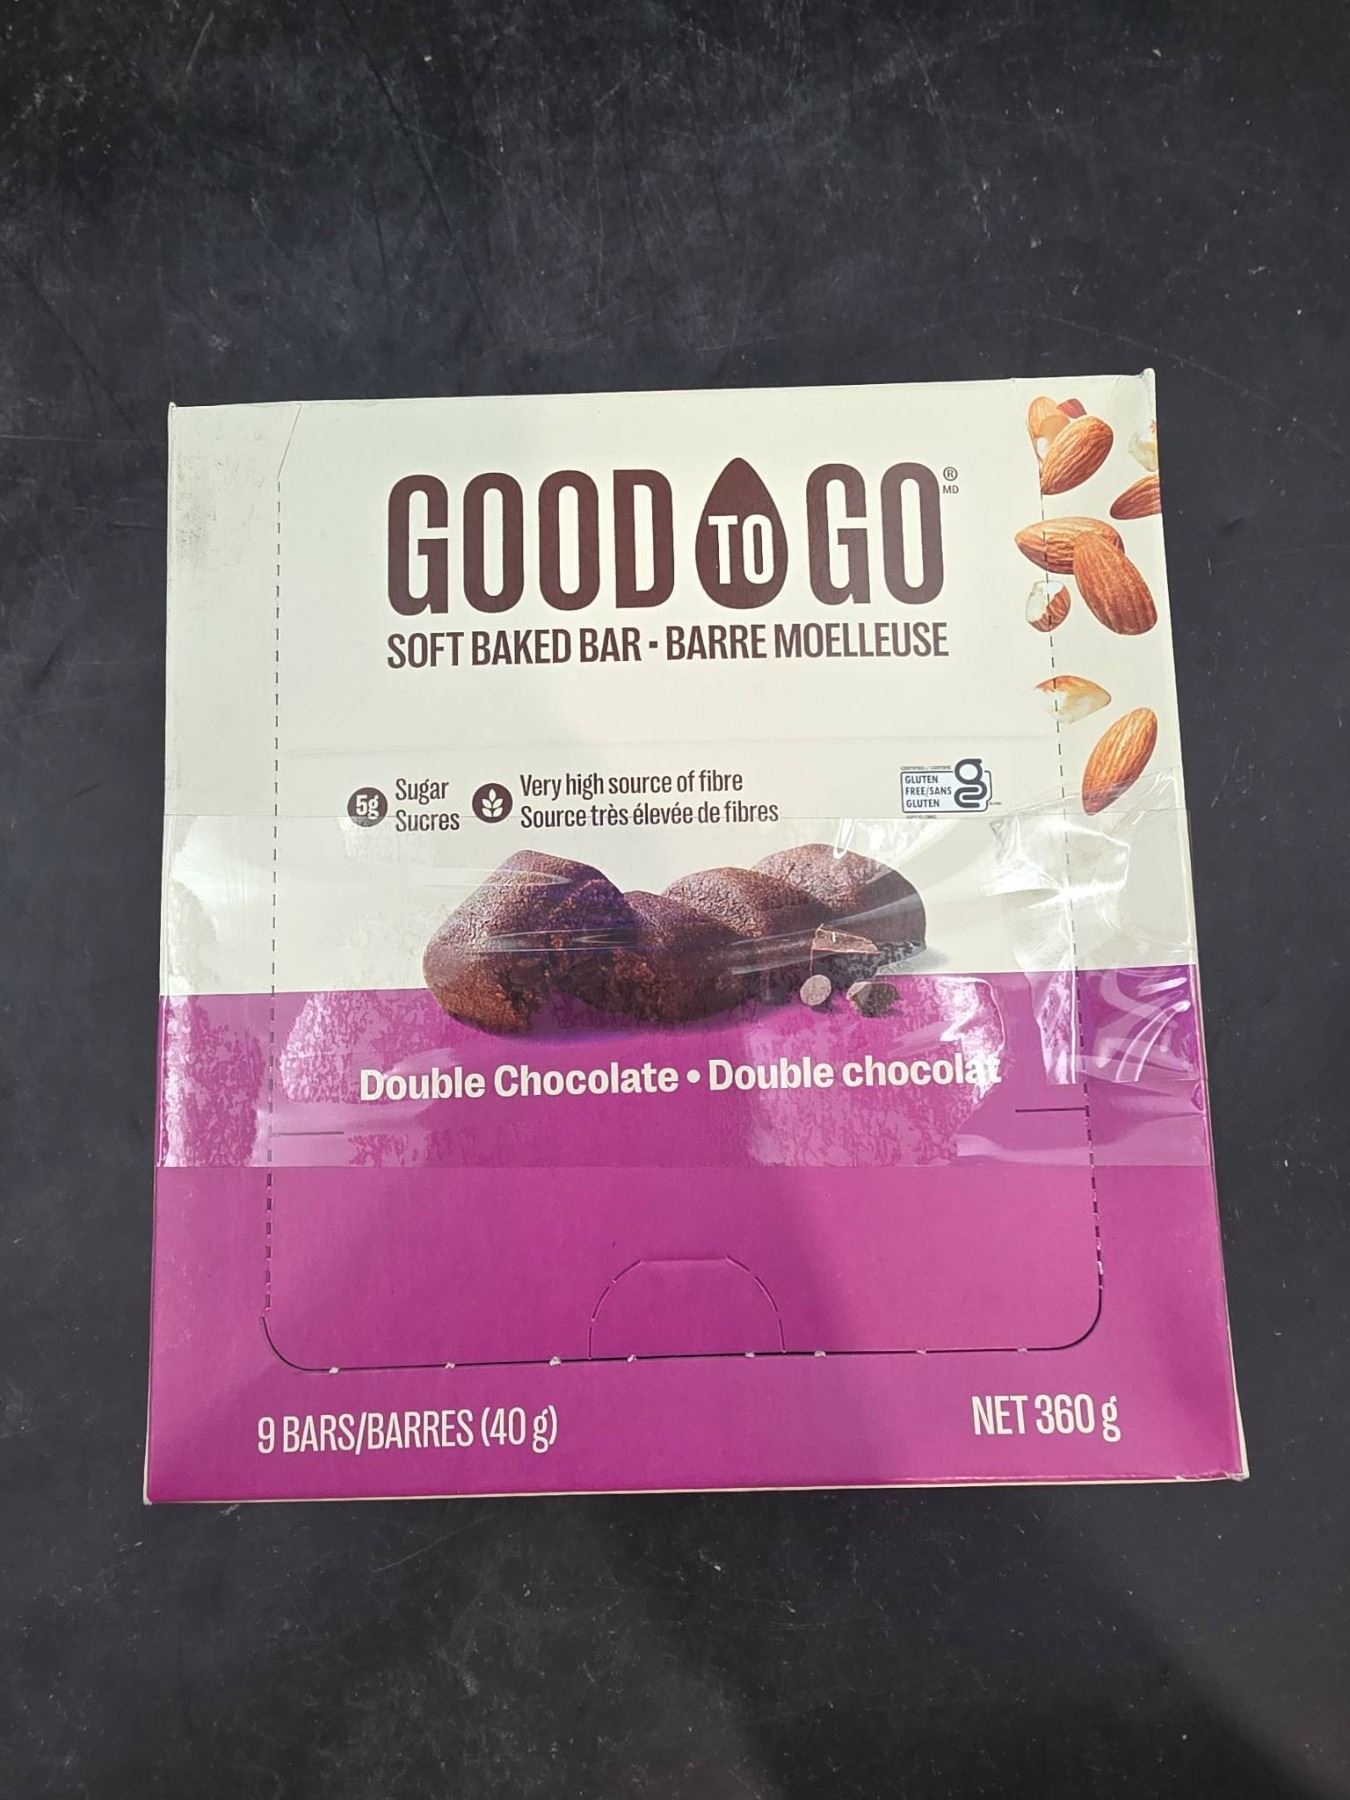 GOOD TO GO ®
MD
SOFT BAKED BAR - BARRE MOELLEUSE
5g Sugar
Sucres
Very high source of fibre
Source très élevée de fibres
GLUTEN
FREE/SANS
GLUTEN
Double Chocolate • Double chocolat
9 BARS/BARRES (40 g)
NET 360 g